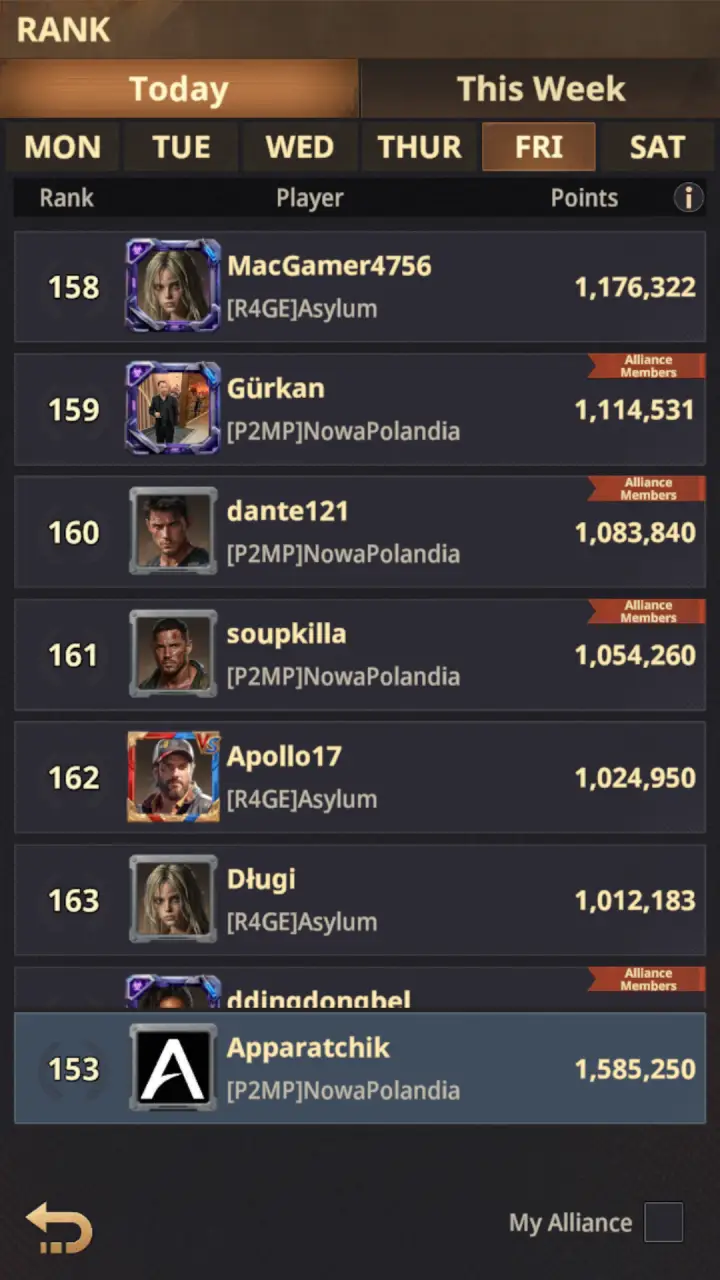 RANK
Today
This Week
MON TUE WED THUR FRI SAT
Rank Player Points i
158 MacGamer4756 1,176,322
[R4GE]Asylum
Alliance Members
159 Gürkan 1,114,531
[P2MP]NowaPolandia
Alliance Members
160 dante121 1,083,840
[P2MP]NowaPolandia
Alliance Members
161 soupkilla 1,054,260
[P2MP]NowaPolandia
VS
162 Apollo17 1,024,950
[R4GE]Asylum
163 Długi 1,012,183
[R4GE]Asylum
Alliance Members
ddingdongbel
153 Apparatchik 1,585,250
[P2MP]NowaPolandia
My Alliance